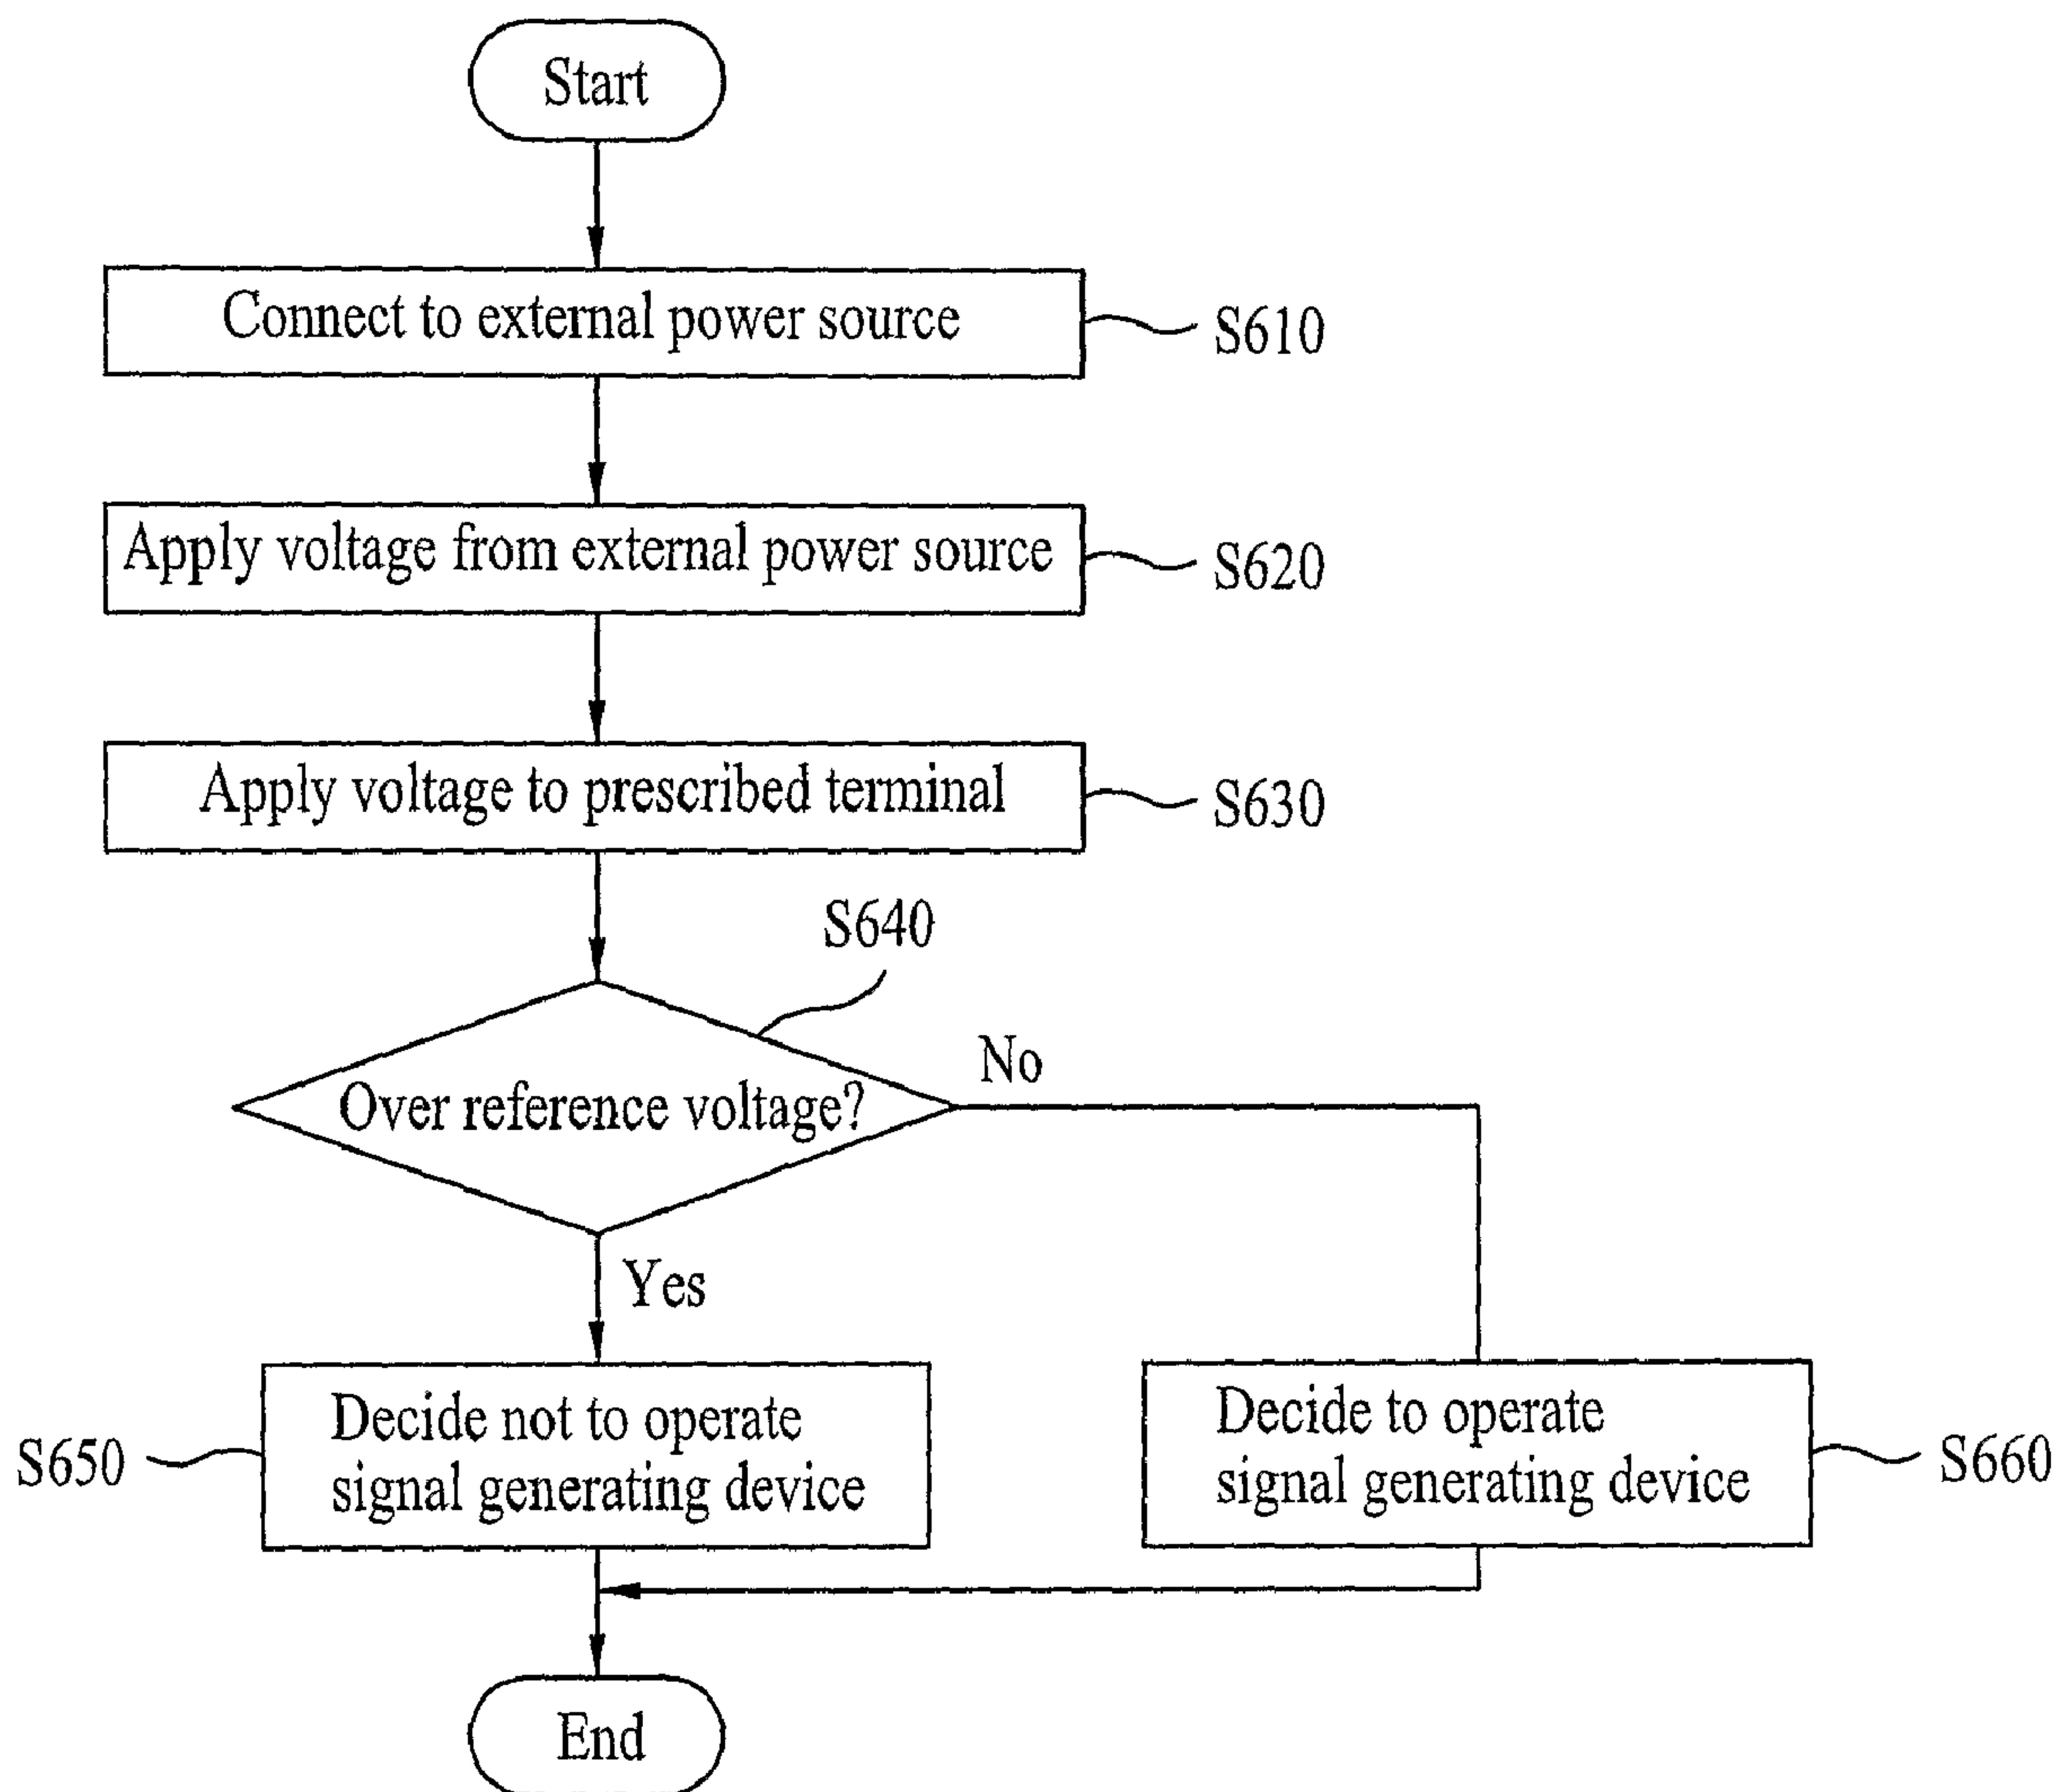 Start
Connect to external power source
S610
Apply voltage from external power source
S620
Apply voltage to prescribed terminal
S630
S640
Over reference voltage?
No
Yes
S650
Decide not to operate
signal generating device
Decide to operate
signal generating device
S660
End